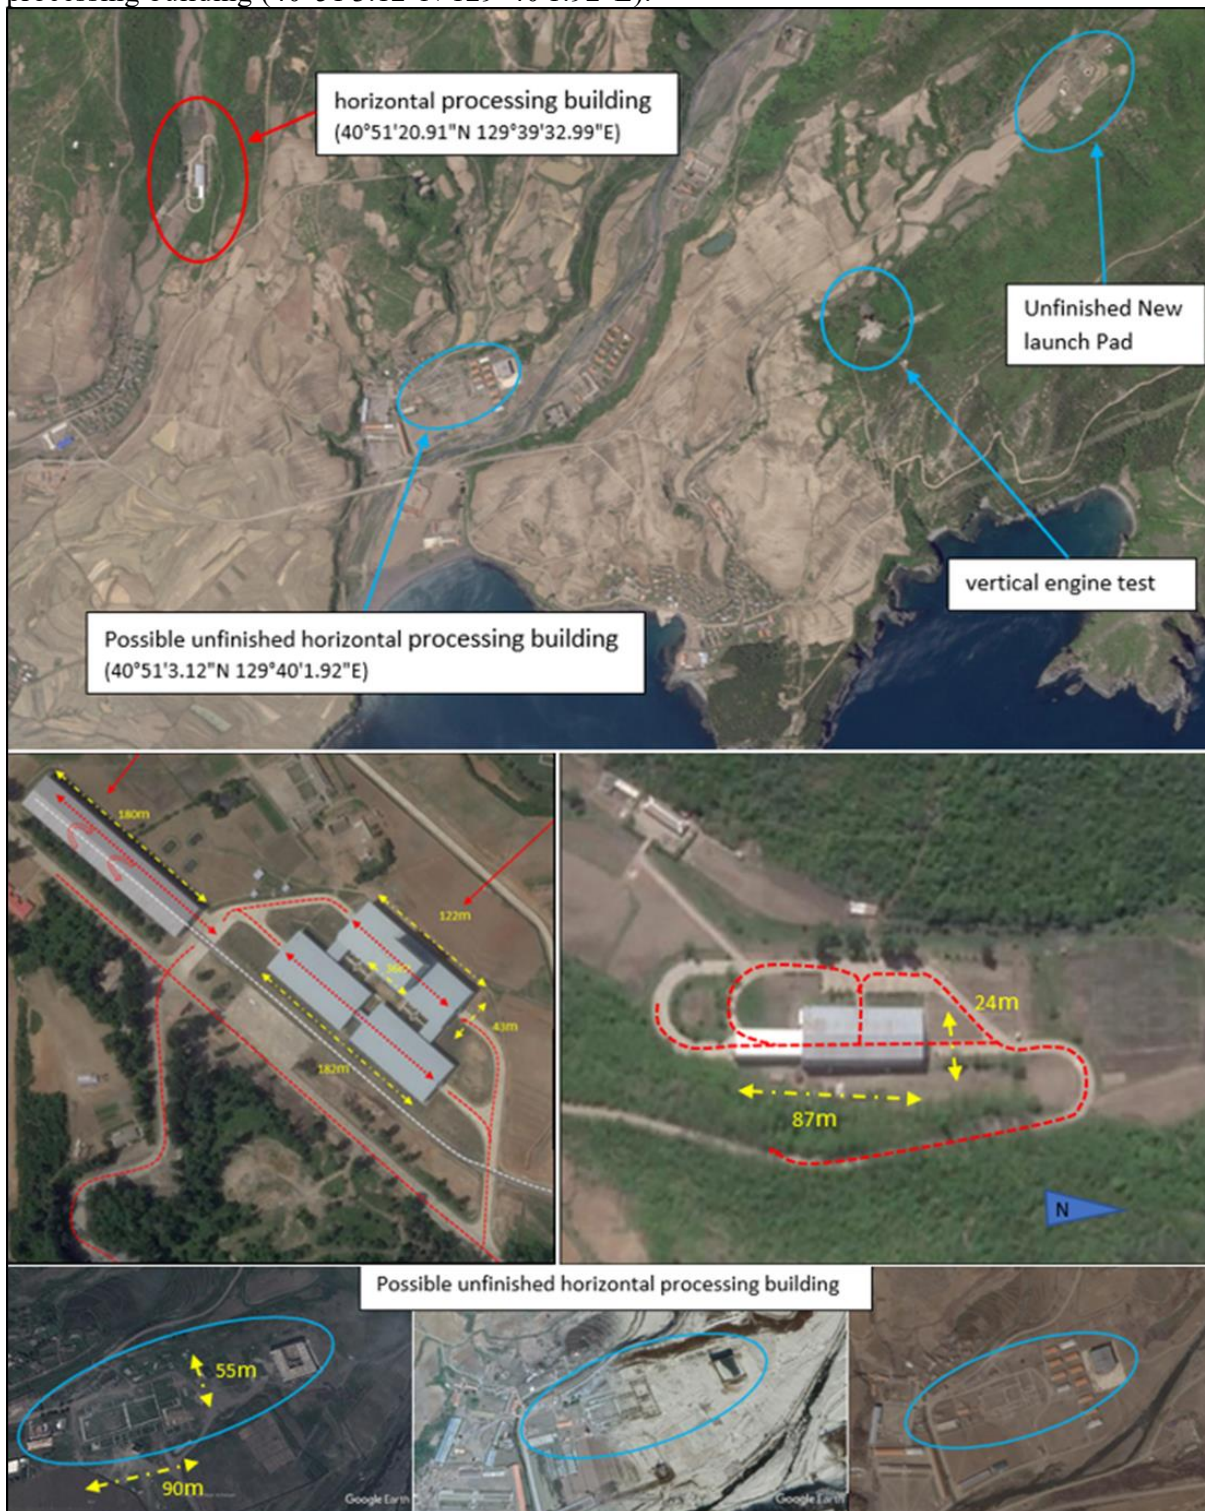 processing building (40°51'3.12"N 129°40'1.92"E).
horizontal processing building
(40°51'20.91"N 129°39'32.99"E)
Unfinished New
launch Pad
vertical engine test
Possible unfinished horizontal processing building
(40°51'3.12"N 129°40'1.92"E)
180m
122m
43m
182m
24m
87m
N
Possible unfinished horizontal processing building
55m
90m
Google Earth
Google Earth